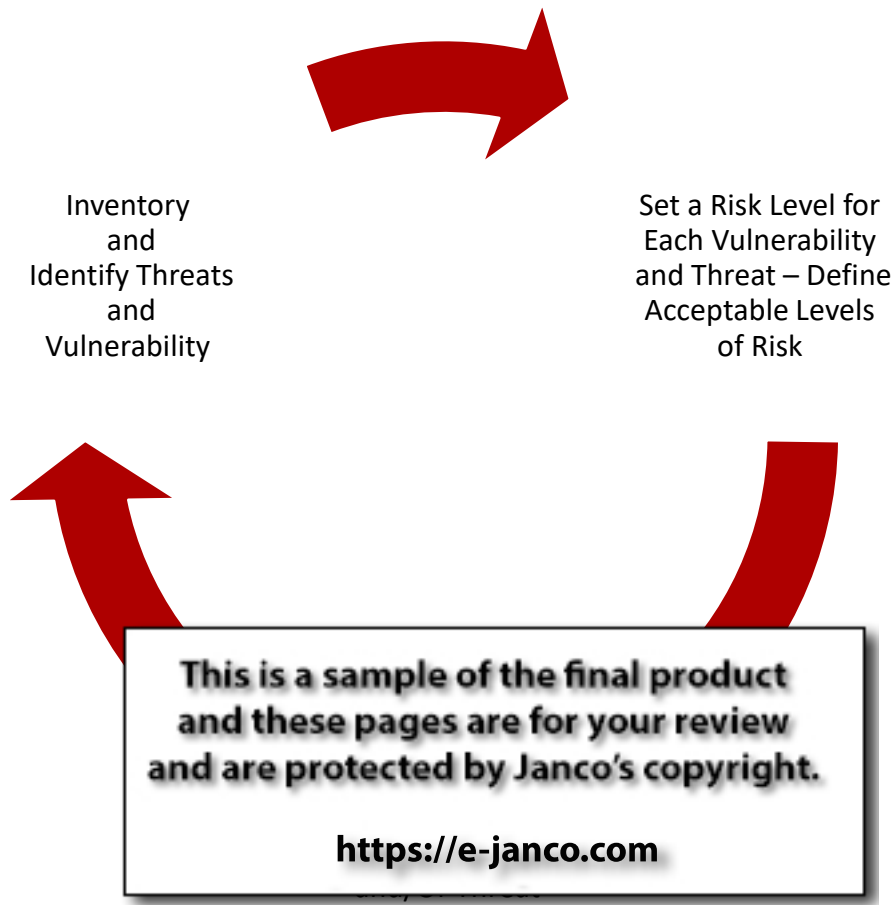 Inventory
and
Identify Threats
and
Vulnerability
Set a Risk Level for
Each Vulnerability
and Threat – Define
Acceptable Levels
of Risk
This is a sample of the final product
and these pages are for your review
and are protected by Janco's copyright.
https://e-janco.com